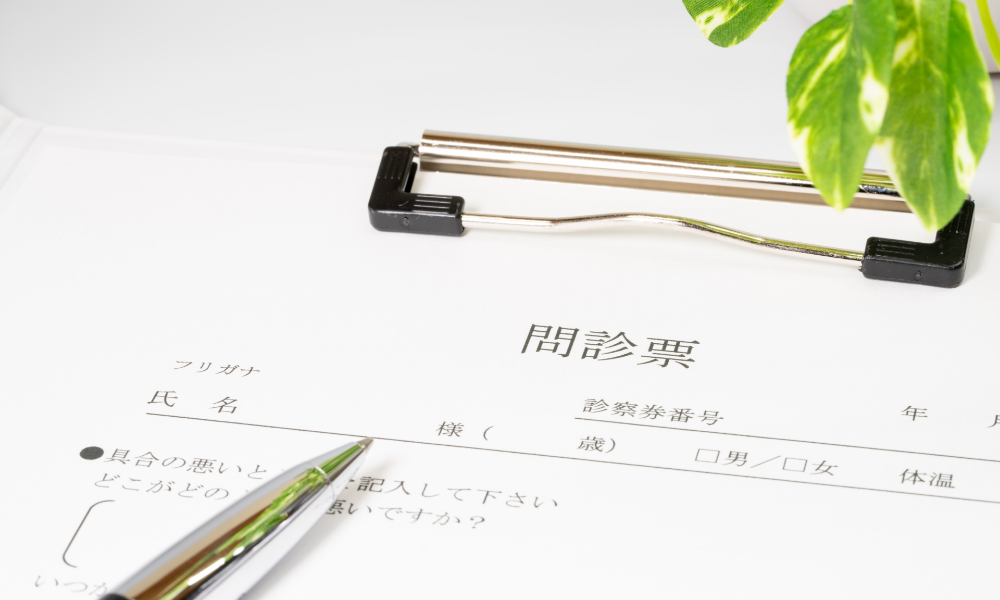 問診票
フリガナ
氏 名 様( 歳)
診察券番号 年
□男/□女 体温
●具合の悪いと 記入して下さい
どこがどの 悪いですか?
いつ